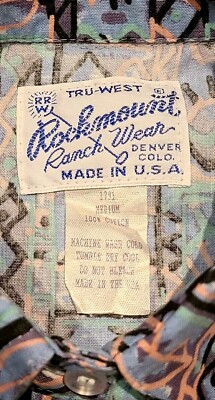 TRU-WEST ®
RR
W
Rockmount
Ranch Wear
DENVER
COLO.
MADE IN U.S.A.
MEDIUM
100% COTTON
MACHINE WASH COLD
TUMBLE DRY COOL
DO NOT BLEACH
MADE IN THE USA